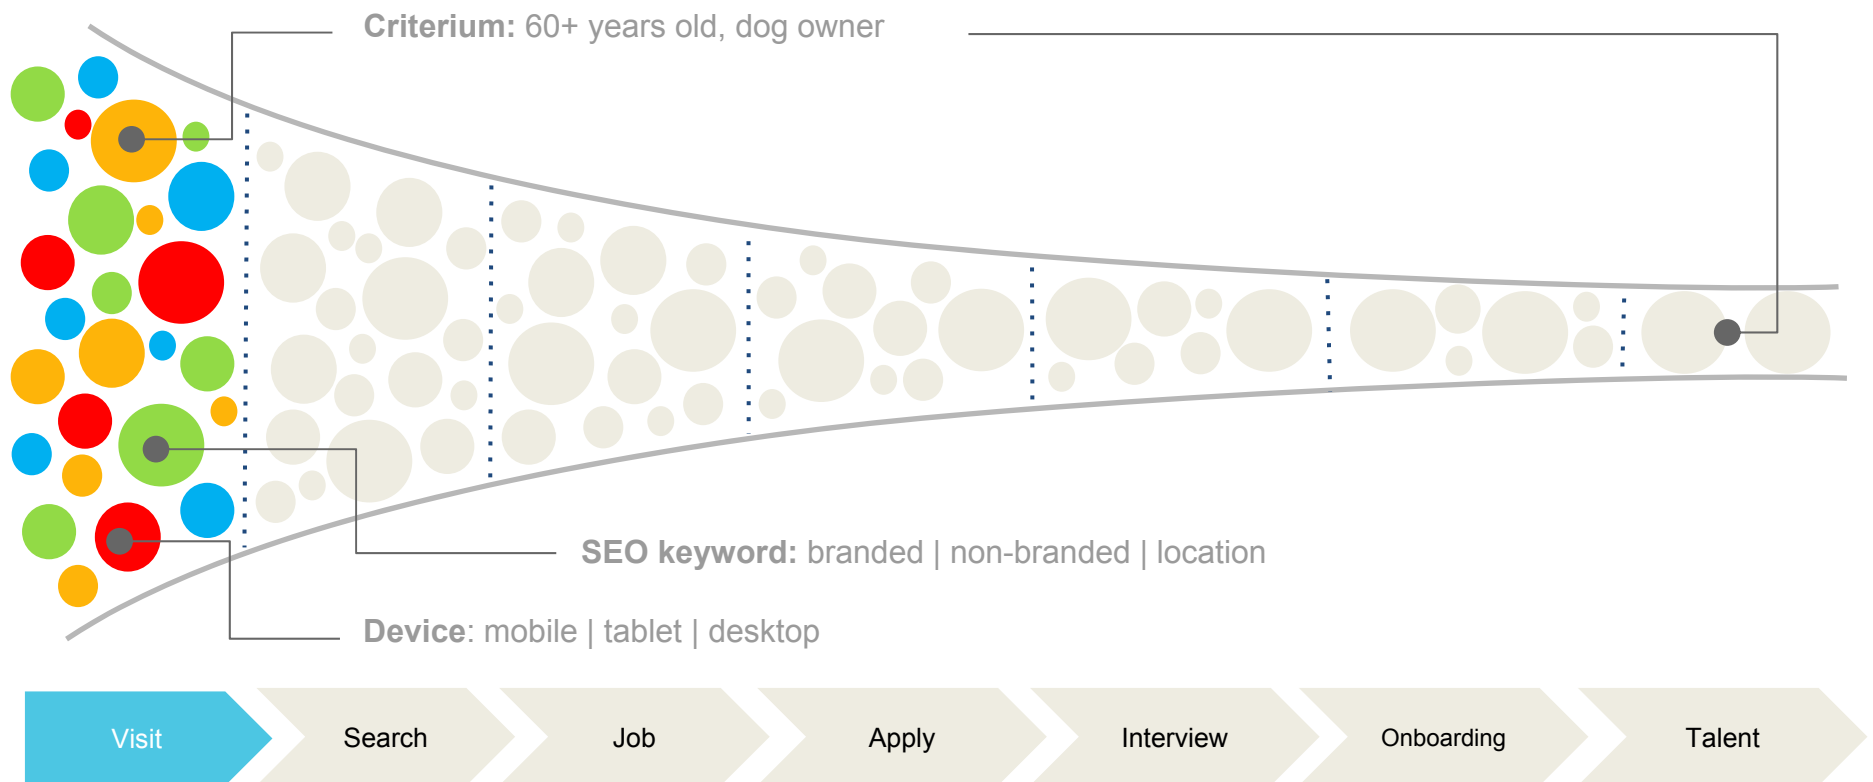 Criterium: 60+ years old, dog owner
SEO keyword: branded | non-branded | location
Device: mobile | tablet | desktop
Visit
Search
Job
Apply
Interview
Onboarding
Talent